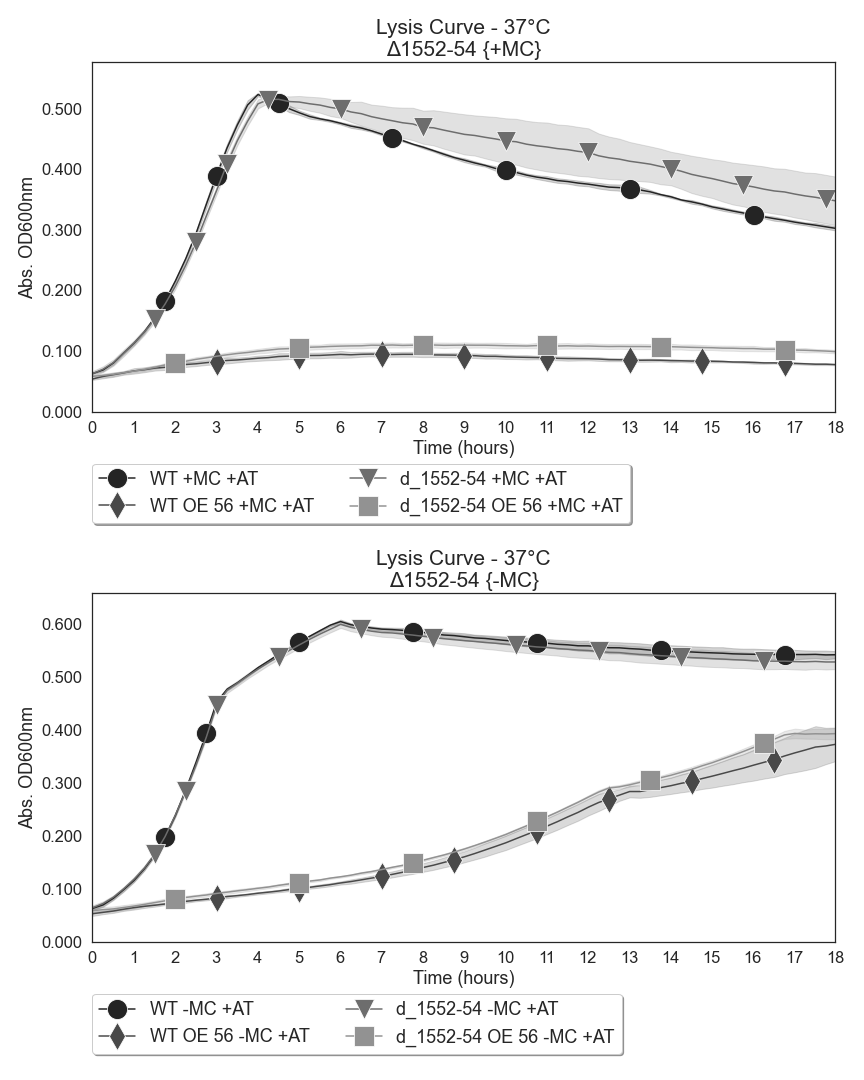 Lysis Curve - 37°C
Δ1552-54 {+MC}
Abs. OD600nm
0.500
0.400
0.300
0.200
0.100
0.000
0 1 2 3 4 5 6 7 8 9 10 11 12 13 14 15 16 17 18
Time (hours)
WT +MC +AT d_1552-54 +MC +AT
WT OE 56 +MC +AT d_1552-54 OE 56 +MC +AT
Lysis Curve - 37°C
Δ1552-54 {-MC}
Abs. OD600nm
0.600
0.500
0.400
0.300
0.200
0.100
0.000
0 1 2 3 4 5 6 7 8 9 10 11 12 13 14 15 16 17 18
Time (hours)
WT -MC +AT d_1552-54 -MC +AT
WT OE 56 -MC +AT d_1552-54 OE 56 -MC +AT